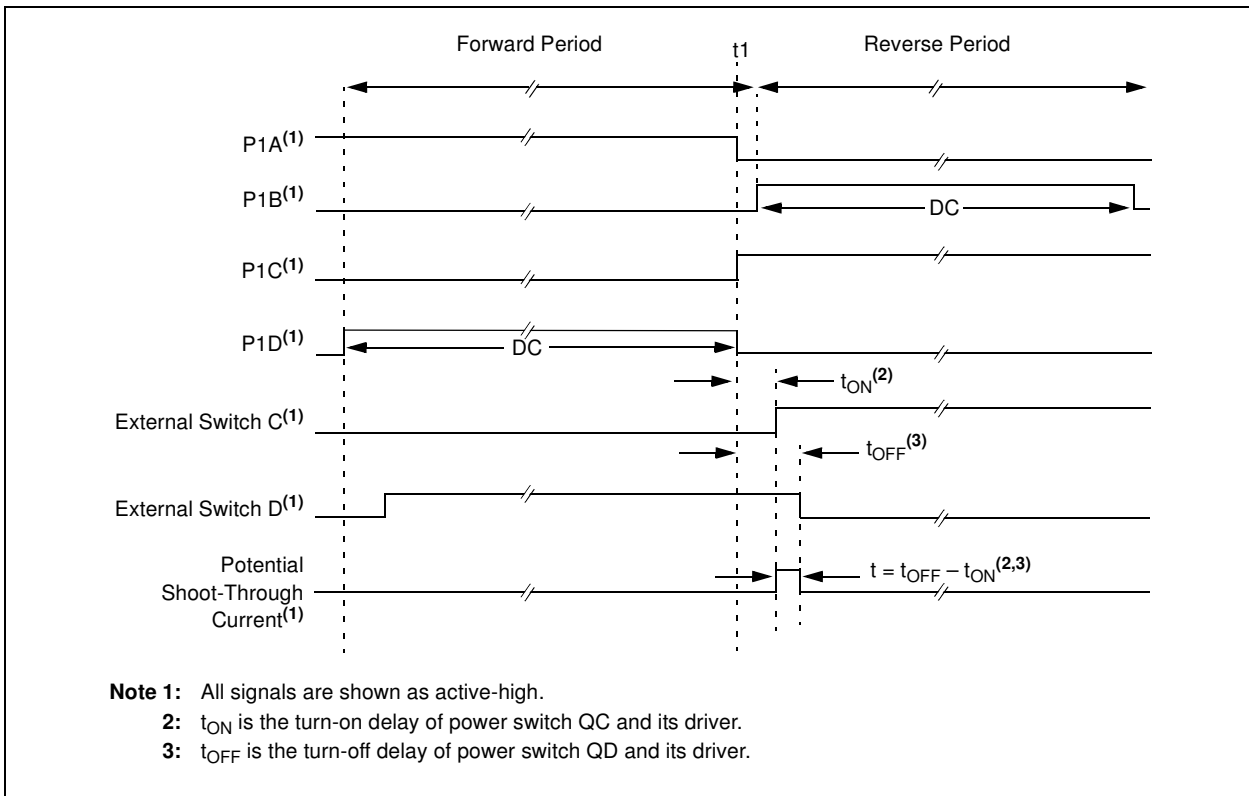 Forward Period
t1
Reverse Period
P1A(1)
P1B(1)
DC
P1C(1)
P1D(1)
DC
tON(2)
External Switch C(1)
tOFF(3)
External Switch D(1)
Potential
Shoot-Through
Current(1)
t = tOFF – tON(2,3)
Note 1: All signals are shown as active-high.
2: tON is the turn-on delay of power switch QC and its driver.
3: tOFF is the turn-off delay of power switch QD and its driver.